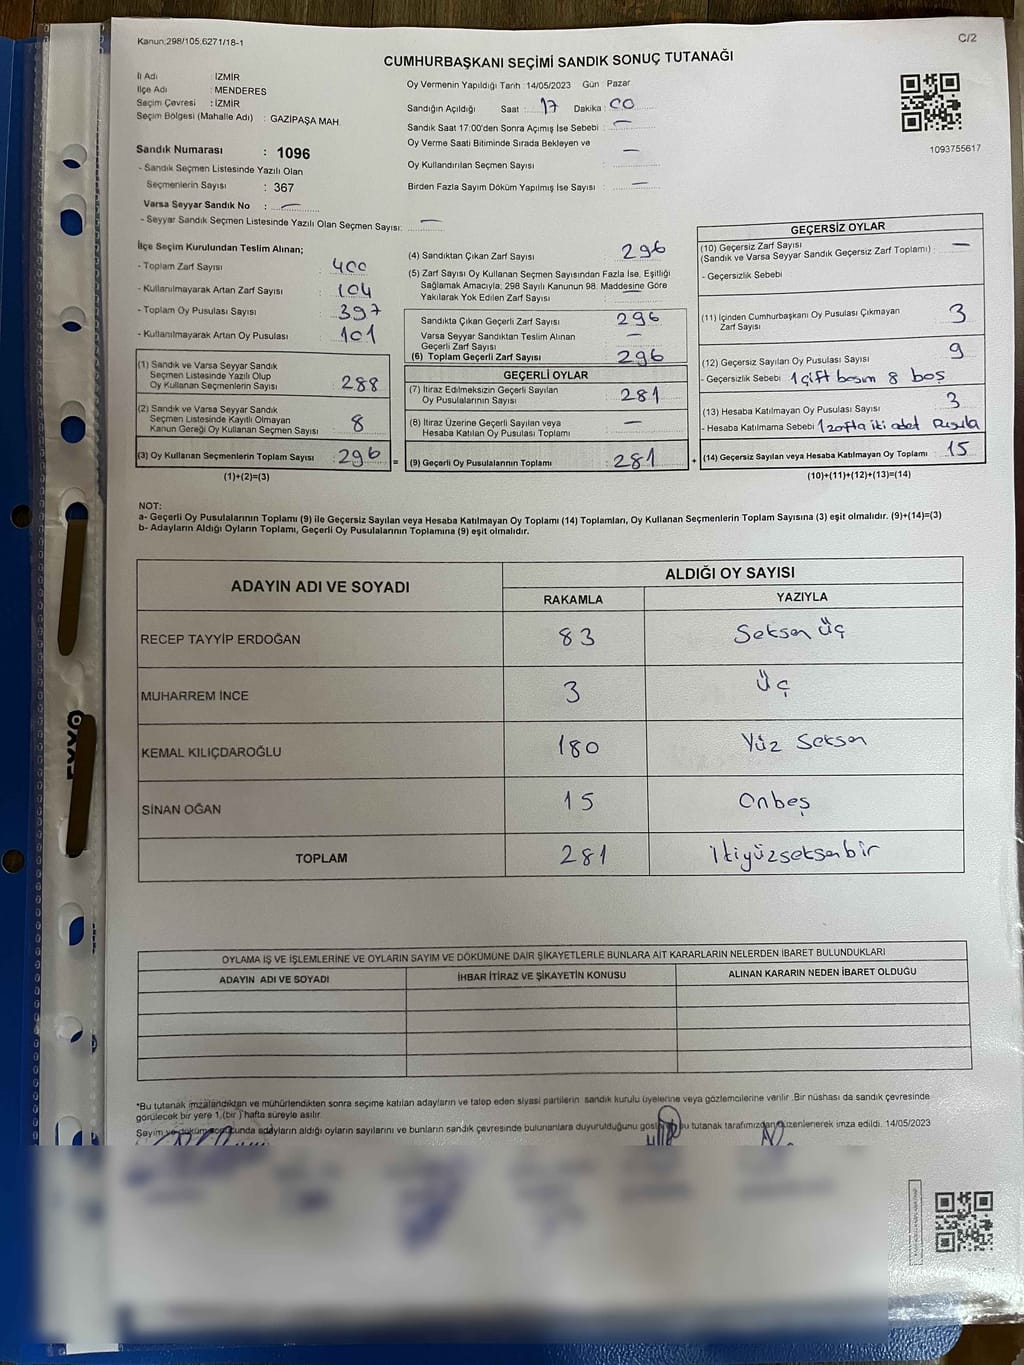 Kanun:298/105.6271/18-1
C/2
CUMHURBAŞKANI SEÇİMİ SANDIK SONUÇ TUTANAĞI
İl Adı : İZMİR
İlçe Adı : MENDERES
Seçim Çevresi : İZMİR
Seçim Bölgesi (Mahalle Adı) : GAZİPAŞA MAH.
Sandık Numarası : 1096
- Sandık Seçmen Listesinde Yazılı Olan
Seçmenlerin Sayısı : 367
Varsa Seyyar Sandık No : —
- Seyyar Sandık Seçmen Listesinde Yazılı Olan Seçmen Sayısı: —
Oy Vermenin Yapıldığı Tarih :14/05/2023 Gün Pazar
Sandığın Açıldığı Saat : 17 Dakika : 00
Sandık Saat 17:00'den Sonra Açımış İse Sebebi : —
Oy Verme Saati Bitiminde Sırada Bekleyen ve
Oy Kullandırılan Seçmen Sayısı : —
Birden Fazla Sayım Döküm Yapılmış İse Sayısı : —
1093755617
İlçe Seçim Kurulundan Teslim Alınan;
- Toplam Zarf Sayısı : 400
- Kullanılmayarak Artan Zarf Sayısı : 104
- Toplam Oy Pusulası Sayısı : 397
- Kullanılmayarak Artan Oy Pusulası : 101
(1) Sandık ve Varsa Seyyar Sandık
Seçmen Listesinde Yazılı Olup
Oy Kullanan Seçmenlerin Sayısı : 288
(2) Sandık ve Varsa Seyyar Sandık
Seçmen Listesinde Kayıtlı Olmayan
Kanun Gereği Oy Kullanan Seçmen Sayısı : 8
(3) Oy Kullanan Seçmenlerin Toplam Sayısı : 296 =
(1)+(2)=(3)
(4) Sandıktan Çıkan Zarf Sayısı : 296
(5) Zarf Sayısı Oy Kullanan Seçmen Sayısından Fazla İse, Eşitliği
Sağlamak Amacıyla, 298 Sayılı Kanunun 98. Maddesine Göre
Yakılarak Yok Edilen Zarf Sayısı : —
Sandıkta Çıkan Geçerli Zarf Sayısı : 296
Varsa Seyyar Sandıktan Teslim Alınan
Geçerli Zarf Sayısı : —
(6) Toplam Geçerli Zarf Sayısı : 296
GEÇERLİ OYLAR
(7) İtiraz Edilmeksizin Geçerli Sayılan
Oy Pusulalarının Sayısı : 281
(8) İtiraz Üzerine Geçerli Sayılan veya
Hesaba Katılan Oy Pusulası Toplamı : —
(9) Geçerli Oy Pusulalarının Toplamı : 281 +
GEÇERSİZ OYLAR
(10) Geçersiz Zarf Sayısı
(Sandık ve Varsa Seyyar Sandık Geçersiz Zarf Toplamı) : —
- Geçersizlik Sebebi
(11) İçinden Cumhurbaşkanı Oy Pusulası Çıkmayan
Zarf Sayısı 3
(12) Geçersiz Sayılan Oy Pusulası Sayısı 9
- Geçersizlik Sebebi 1 çift basım 8 boş
(13) Hesaba Katılmayan Oy Pusulası Sayısı 3
- Hesaba Katılmama Sebebi 1 zarfta iki adet Pusula
(14) Geçersiz Sayılan veya Hesaba Katılmayan Oy Toplamı : 15
(10)+(11)+(12)+(13)=(14)
NOT:
a- Geçerli Oy Pusulalarının Toplamı (9) ile Geçersiz Sayılan veya Hesaba Katılmayan Oy Toplamı (14) Toplamları, Oy Kullanan Seçmenlerin Toplam Sayısına (3) eşit olmalıdır. (9)+(14)=(3)
b- Adayların Aldığı Oyların Toplamı, Geçerli Oy Pusulalarının Toplamına (9) eşit olmalıdır.
ADAYIN ADI VE SOYADI
ALDIĞI OY SAYISI
RAKAMLA YAZIYLA
RECEP TAYYİP ERDOĞAN 83 Seksen üç
MUHARREM İNCE 3 Üç
KEMAL KILIÇDAROĞLU 180 Yüz Seksen
SİNAN OĞAN 15 Onbeş
TOPLAM 281 İkiyüzseksenbir
OYLAMA İŞ VE İŞLEMLERİNE VE OYLARIN SAYIM VE DÖKÜMÜNE DAİR ŞİKAYETLERLE BUNLARA AİT KARARLARIN NELERDEN İBARET BULUNDUKLARI
ADAYIN ADI VE SOYADI İHBAR İTİRAZ VE ŞİKAYETİN KONUSU ALINAN KARARIN NEDEN İBARET OLDUĞU
*Bu tutanak imzalandıktan ve mühürlendikten sonra seçime katılan adayların ve talep eden siyasi partilerin sandık kurulu üyelerine veya gözlemcilerine verilir .Bir nüshası da sandık çevresinde
görülecek bir yere 1 (bir ) hafta süreyle asılır.
Sayım ve döküm sonucunda adayların aldığı oyların sayılarını ve bunların sandık çevresinde bulunanlara duyurulduğunu bu tutanak tarafımızdan düzenlenerek imza edildi. 14/05/2023